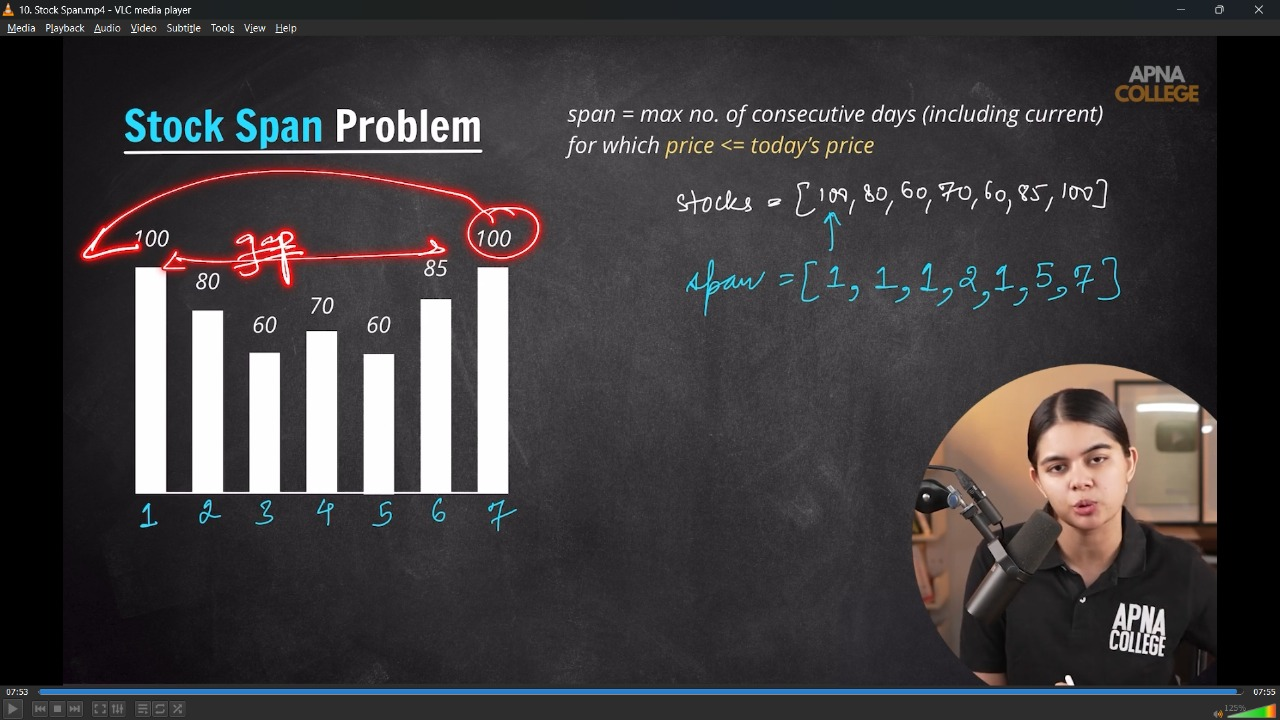 10. Stock Span.mp4 - VLC media player
Media Playback Audio Video Subtitle Tools View Help
APNA
COLLEGE
Stock Span Problem
span = max no. of consecutive days (including current)
for which price <= today's price
stocks = [100, 80, 60, 70, 60, 85, 100]
span = [1, 1, 1, 2, 1, 5, 7]
100
gap
100
80
85
60
70
60
1 2 3 4 5 6 7
APNA
COLLEGE
07:53
07:55
125%